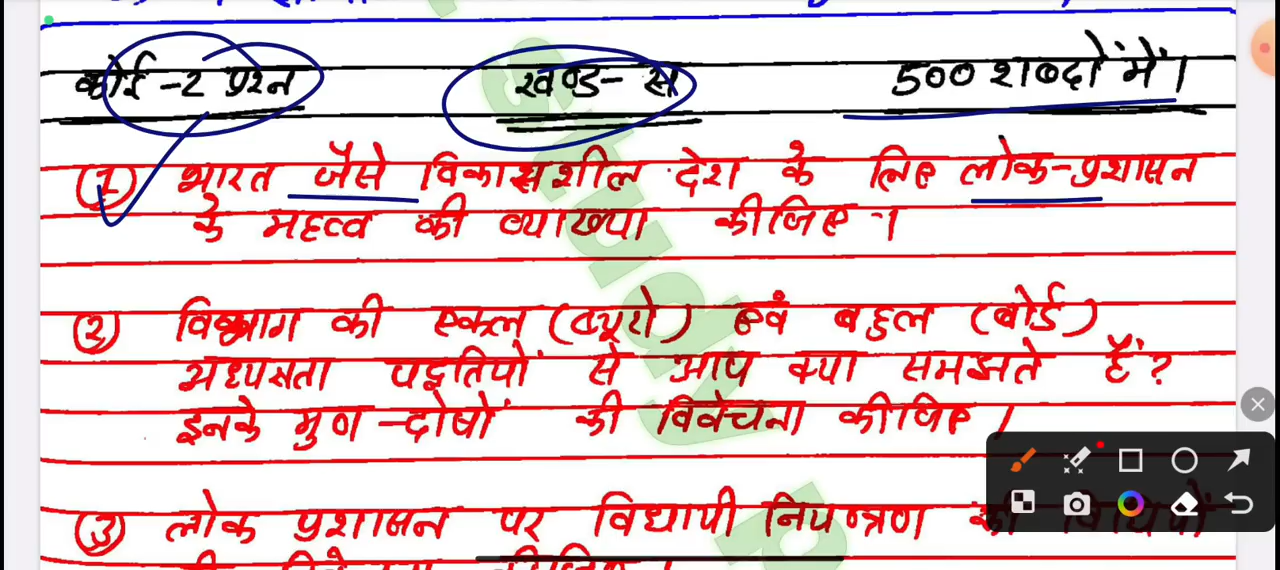 कोई -2 प्रश्न खण्ड- स 500 शब्दों में।
(1) भारत जैसे विकासशील देश के लिए लोक-प्रशासन
के महत्व की व्याख्या कीजिए।
(2) विभाग की एकल (ब्यूरो) एवं बहुल (बोर्ड)
अध्यक्षता पद्धतियों से आप क्या समझते हैं?
इनके गुण-दोषों की विवेचना कीजिए।
(3) लोक प्रशासन पर विधायी नियन्त्रण की विधियों
study